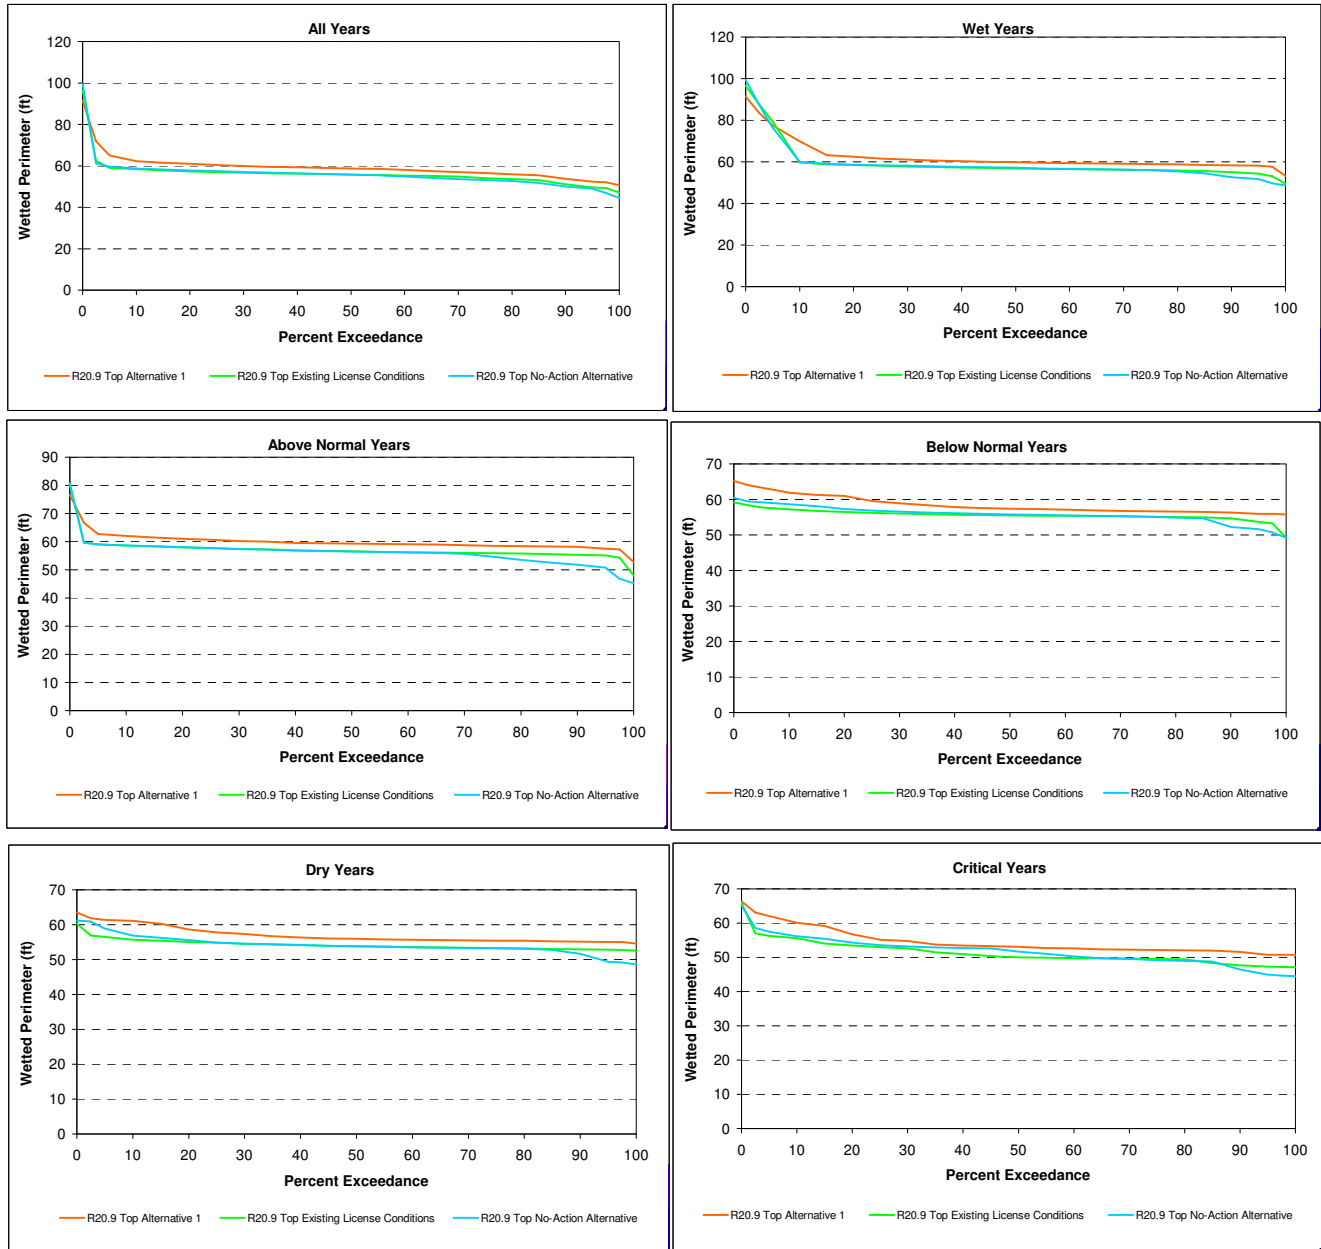 All Years
Wetted Perimeter (ft)
120
100
80
60
40
20
0
0 10 20 30 40 50 60 70 80 90 100
Percent Exceedance
R20.9 Top Alternative 1 R20.9 Top Existing License Conditions R20.9 Top No-Action Alternative
Wet Years
Wetted Perimeter (ft)
120
100
80
60
40
20
0
0 10 20 30 40 50 60 70 80 90 100
Percent Exceedance
R20.9 Top Alternative 1 R20.9 Top Existing License Conditions R20.9 Top No-Action Alternative
Above Normal Years
Wetted Perimeter (ft)
90
80
70
60
50
40
30
20
10
0
0 10 20 30 40 50 60 70 80 90 100
Percent Exceedance
R20.9 Top Alternative 1 R20.9 Top Existing License Conditions R20.9 Top No-Action Alternative
Below Normal Years
Wetted Perimeter (ft)
70
60
50
40
30
20
10
0
0 10 20 30 40 50 60 70 80 90 100
Percent Exceedance
R20.9 Top Alternative 1 R20.9 Top Existing License Conditions R20.9 Top No-Action Alternative
Dry Years
Wetted Perimeter (ft)
70
60
50
40
30
20
10
0
0 10 20 30 40 50 60 70 80 90 100
Percent Exceedance
R20.9 Top Alternative 1 R20.9 Top Existing License Conditions R20.9 Top No-Action Alternative
Critical Years
Wetted Perimeter (ft)
70
60
50
40
30
20
10
0
0 10 20 30 40 50 60 70 80 90 100
Percent Exceedance
R20.9 Top Alternative 1 R20.9 Top Existing License Conditions R20.9 Top No-Action Alternative